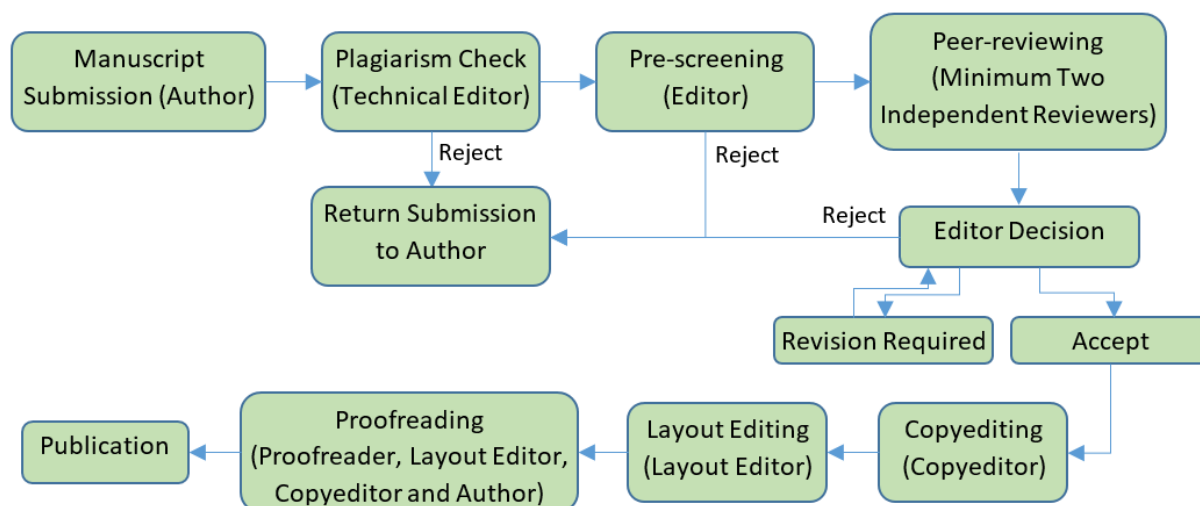 Manuscript
Submission (Author)
Plagiarism Check
(Technical Editor)
Pre-screening
(Editor)
Peer-reviewing
(Minimum Two
Independent Reviewers)
Reject
Reject
Return Submission
to Author
Reject
Editor Decision
Revision Required
Accept
Publication
Proofreading
(Proofreader, Layout Editor,
Copyeditor and Author)
Layout Editing
(Layout Editor)
Copyediting
(Copyeditor)